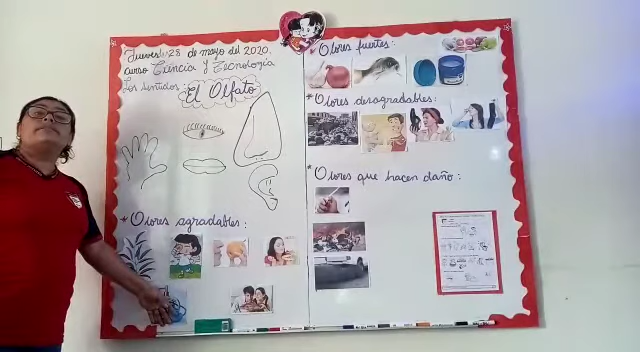 Jueves 28 de mayo del 2020.
Curso Ciencia y Tecnología
Los sentidos:
El Olfato
* Olores agradables:
* Olores fuertes:
* Olores desagradables:
* Olores que hacen daño: